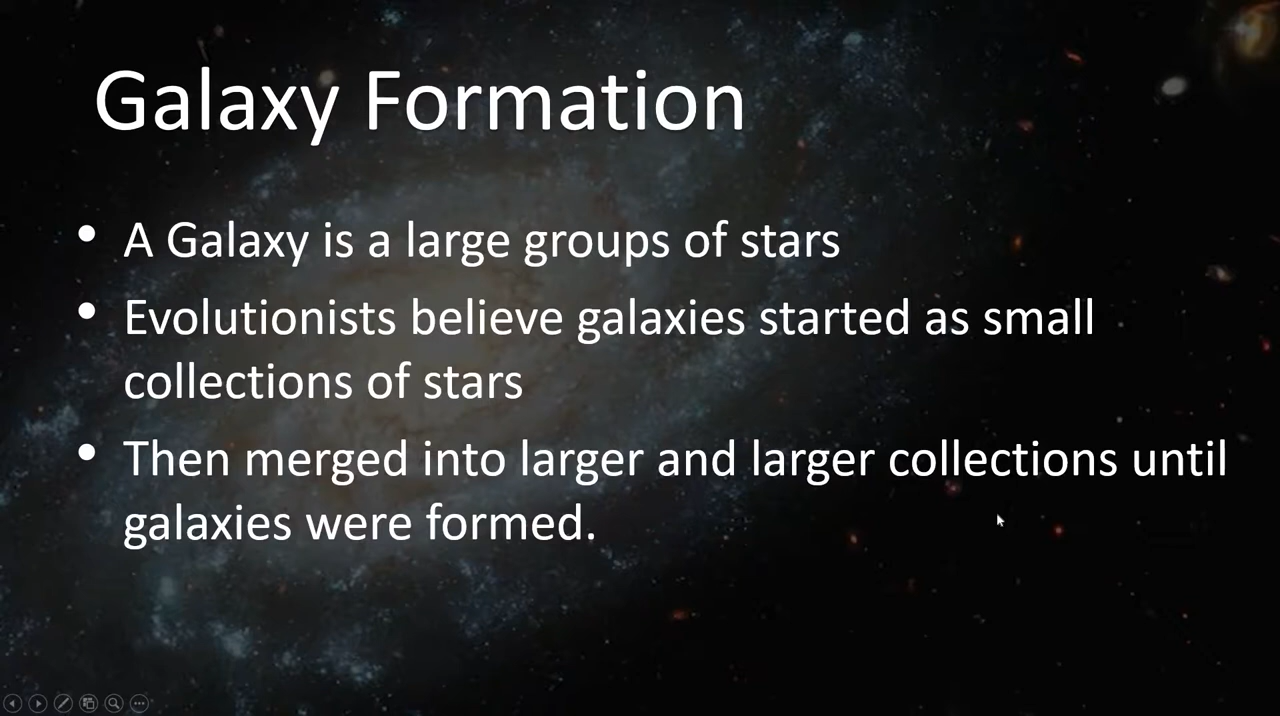 Galaxy Formation
• A Galaxy is a large groups of stars
• Evolutionists believe galaxies started as small
collections of stars
• Then merged into larger and larger collections until
galaxies were formed.